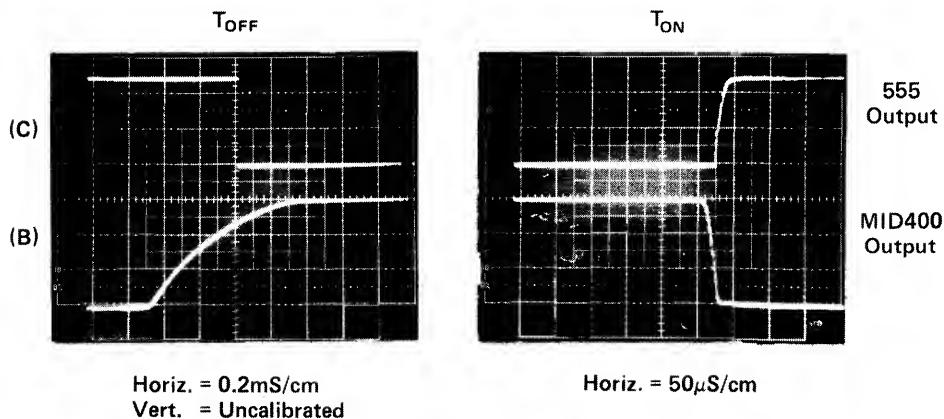 TOFF
TON
(C)
(B)
555
Output
MID400
Output
Horiz. = 0.2mS/cm
Vert. = Uncalibrated
Horiz. = 50μS/cm